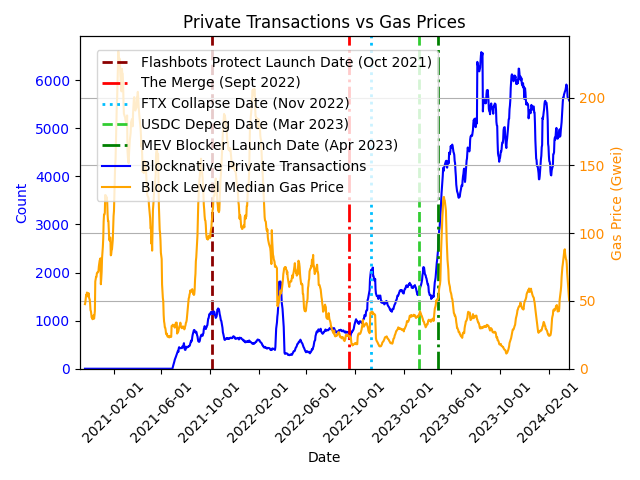 Private Transactions vs Gas Prices
Flashbots Protect Launch Date (Oct 2021)
The Merge (Sept 2022)
FTX Collapse Date (Nov 2022)
USDC Depeg Date (Mar 2023)
MEV Blocker Launch Date (Apr 2023)
Blocknative Private Transactions
Block Level Median Gas Price
Count
6000
5000
4000
3000
2000
1000
0
Gas Price (Gwei)
200
150
100
50
0
2021-02-01
2021-06-01
2021-10-01
2022-02-01
2022-06-01
2022-10-01
2023-02-01
2023-06-01
2023-10-01
2024-02-01
Date